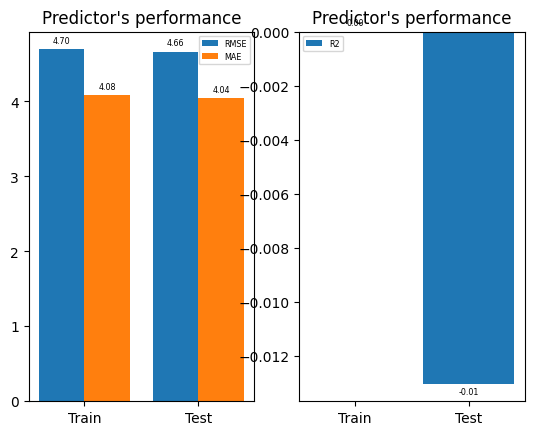 Predictor's performance
4.70
4.66
4.08
4.04
RMSE
MAE
4
3
2
1
0
Train
Test
Predictor's performance
0.00
R2
0.000
−0.002
−0.004
−0.006
−0.008
−0.010
−0.012
-0.01
Train
Test